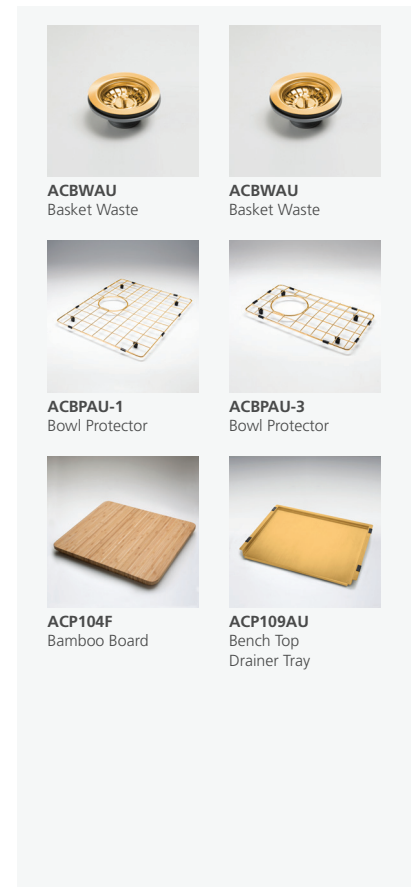 ACBWAU
Basket Waste
ACBWAU
Basket Waste
ACBPAU-1
Bowl Protector
ACBPAU-3
Bowl Protector
ACP104F
Bamboo Board
ACP109AU
Bench Top
Drainer Tray